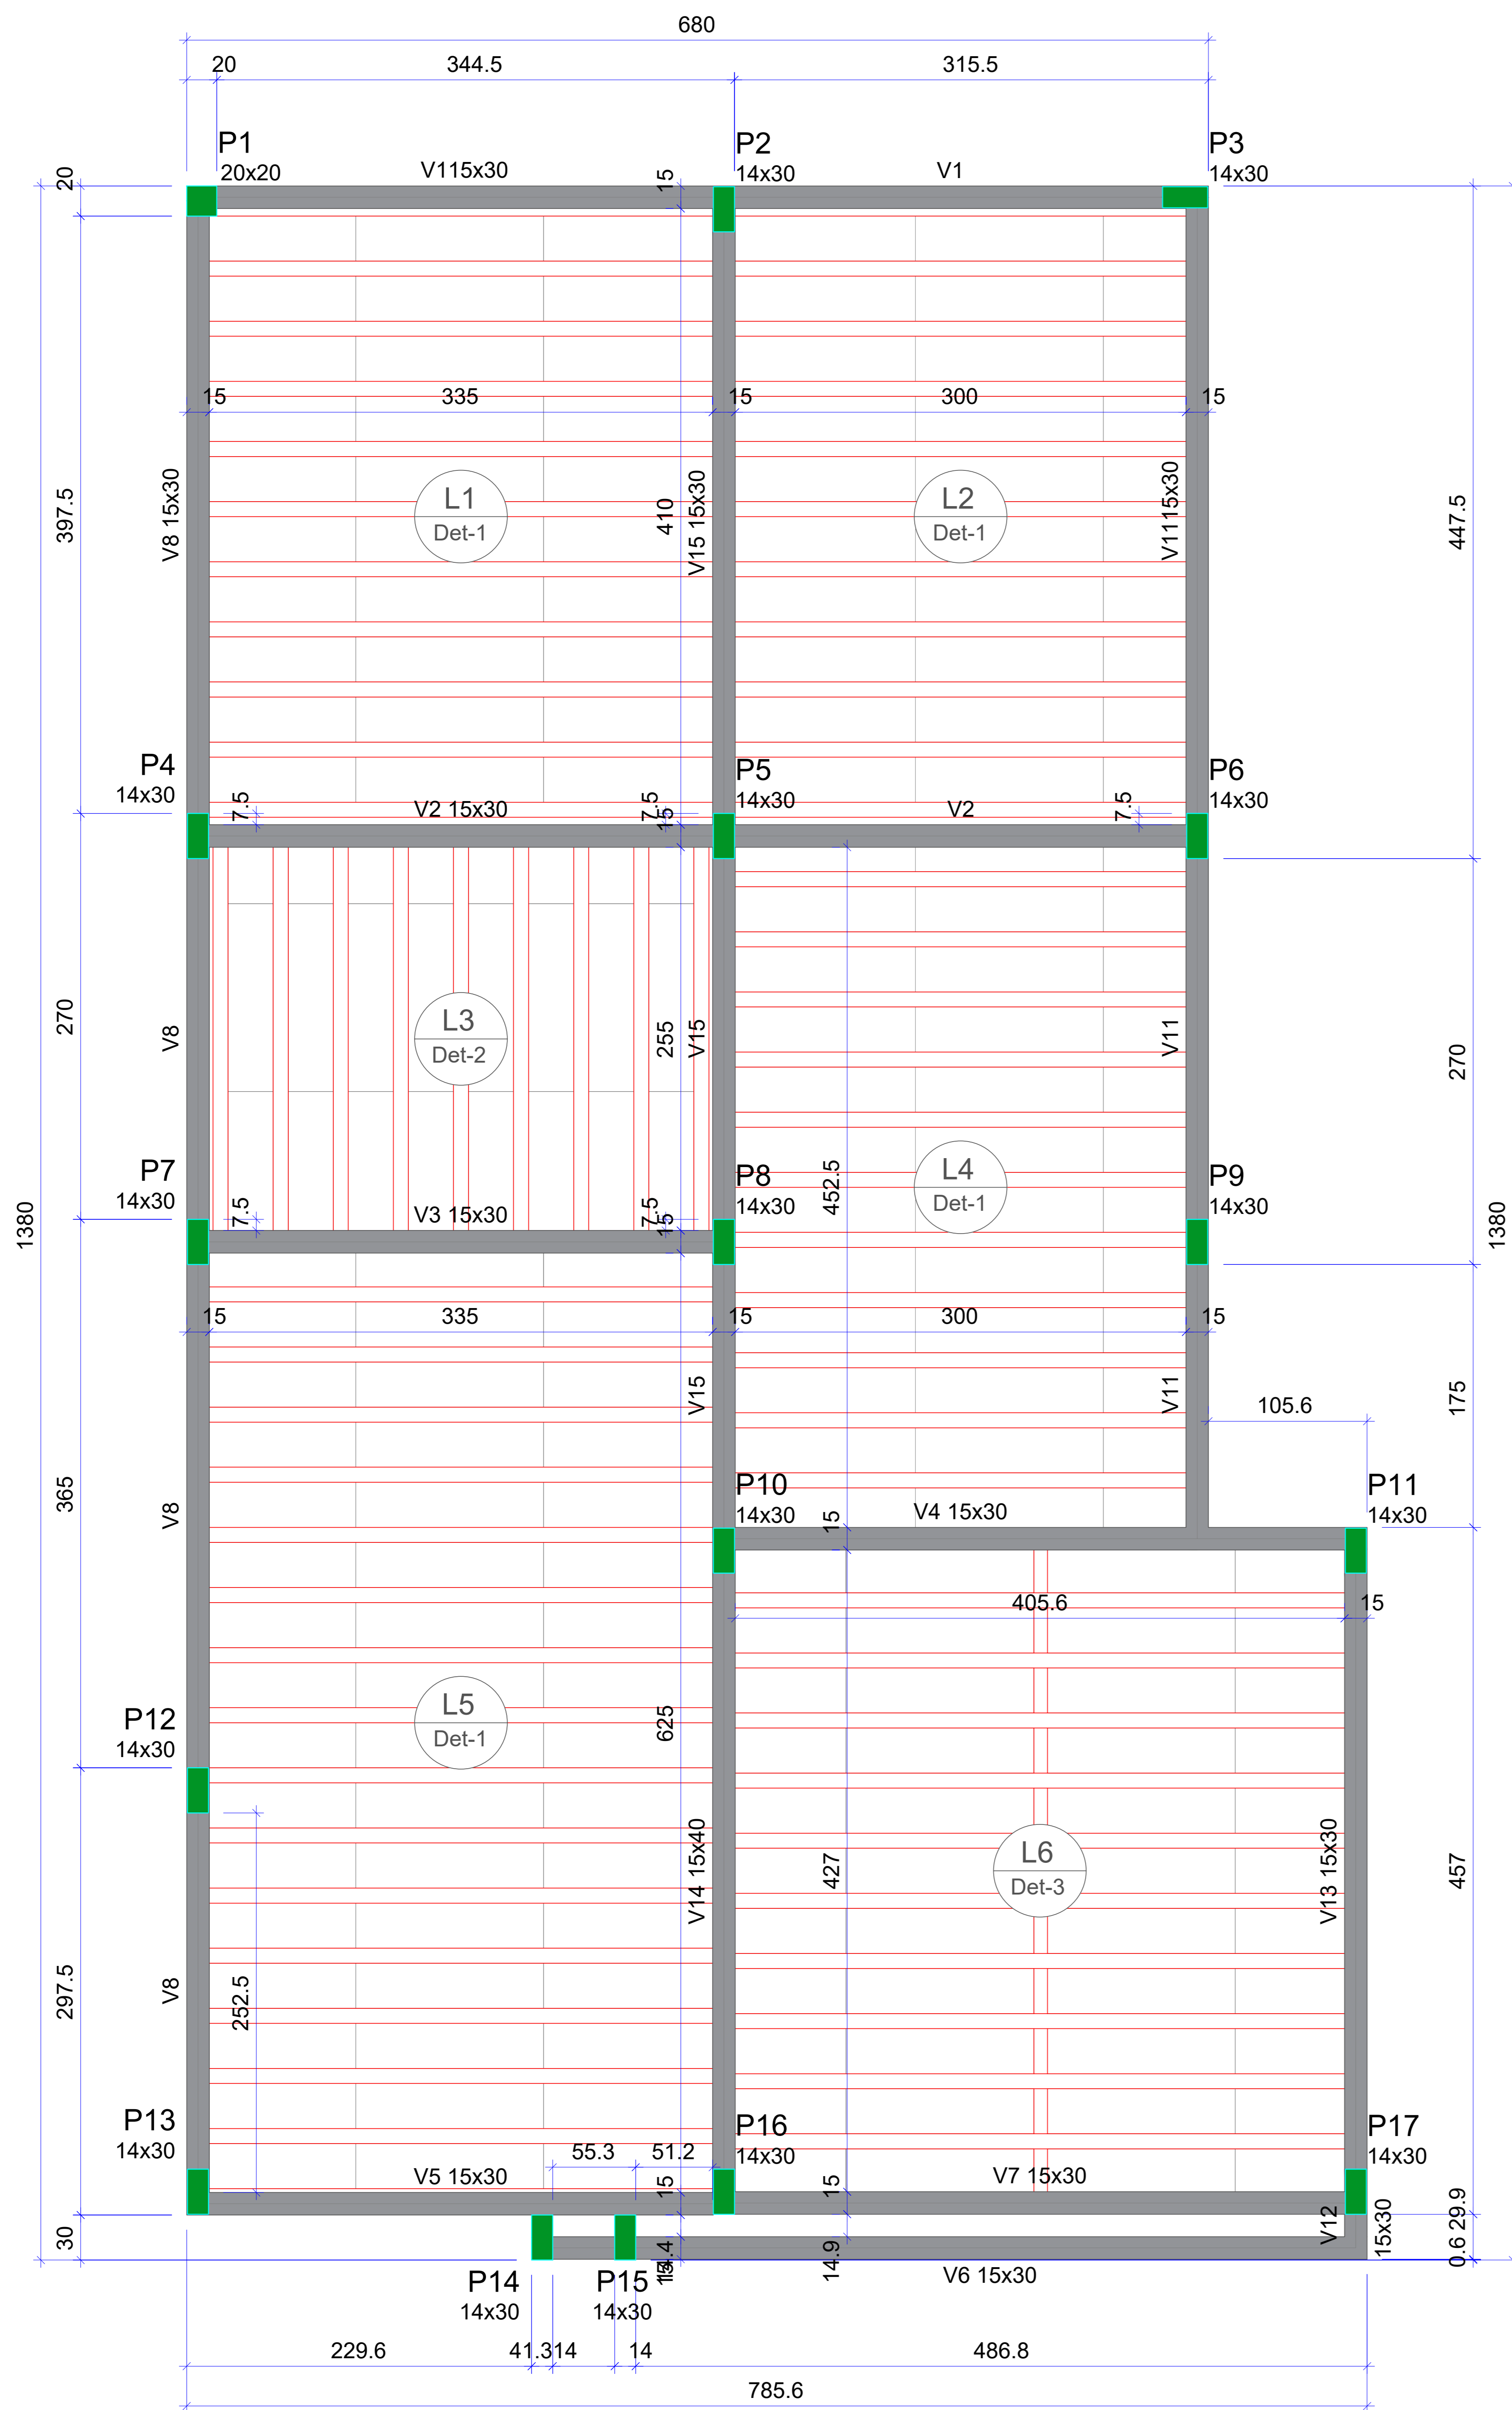 680
20 344.5 315.5
P1 P2 P3
20x20 V115x30 15 14x30 V1 14x30
20
15 335 15 300 15
397.5 V8 15x30 L1 410 V15 15x30 L2 V1115x30 447.5
Det-1 Det-1
P4 P5 P6
14x30 7.5 V2 15x30 7.5 15 14x30 V2 7.5 14x30
270 V8 L3 255 V15 V11 270
Det-2
P7 P8 L4 P9
14x30 7.5 V3 15x30 7.5 15 14x30 452.5 Det-1 14x30
1380 1380
15 335 15 300 15
V15 V11 105.6 175
365 V8
P10 P11
14x30 15 V4 15x30 14x30
405.6 15
P12 L5
14x30 Det-1 625
V14 15x40 427 L6 V13 15x30 457
Det-3
297.5 V8 252.5
P13 P16 P17
14x30 55.3 51.2 14x30 14x30
V5 15x30 15 15 V7 15x30
30 14.9 V12 15x30 0.6 29.9
P14 P15 V6 15x30
14x30 14x30
229.6 41.3 14 14 486.8
785.6